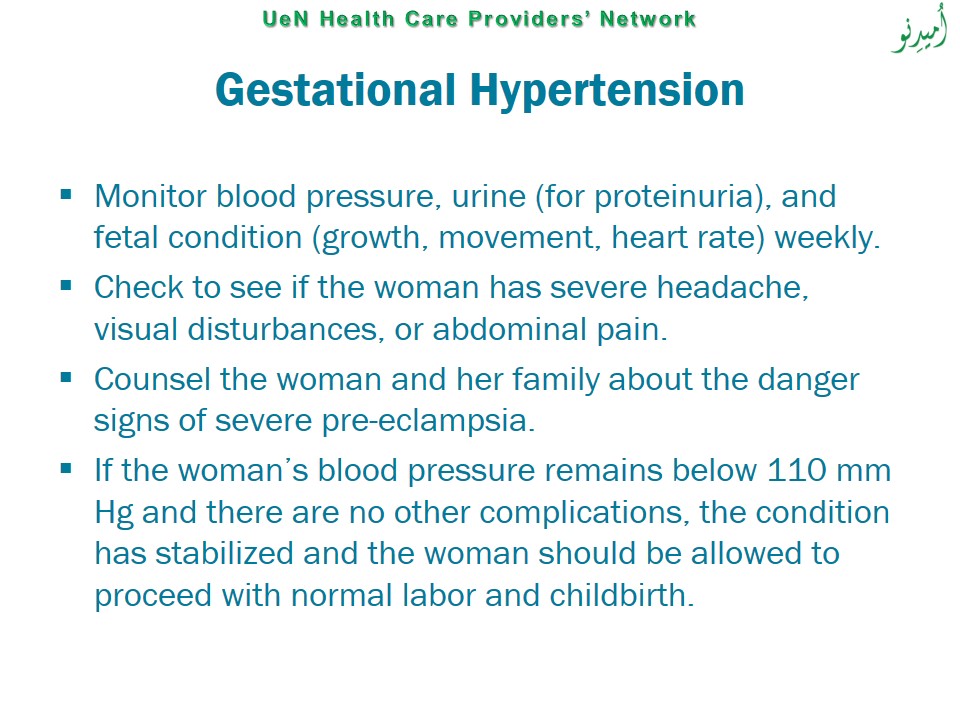 UeN Health Care Providers’ Network
أُميدِنو
Gestational Hypertension
▪ Monitor blood pressure, urine (for proteinuria), and
fetal condition (growth, movement, heart rate) weekly.
▪ Check to see if the woman has severe headache,
visual disturbances, or abdominal pain.
▪ Counsel the woman and her family about the danger
signs of severe pre-eclampsia.
▪ If the woman’s blood pressure remains below 110 mm
Hg and there are no other complications, the condition
has stabilized and the woman should be allowed to
proceed with normal labor and childbirth.